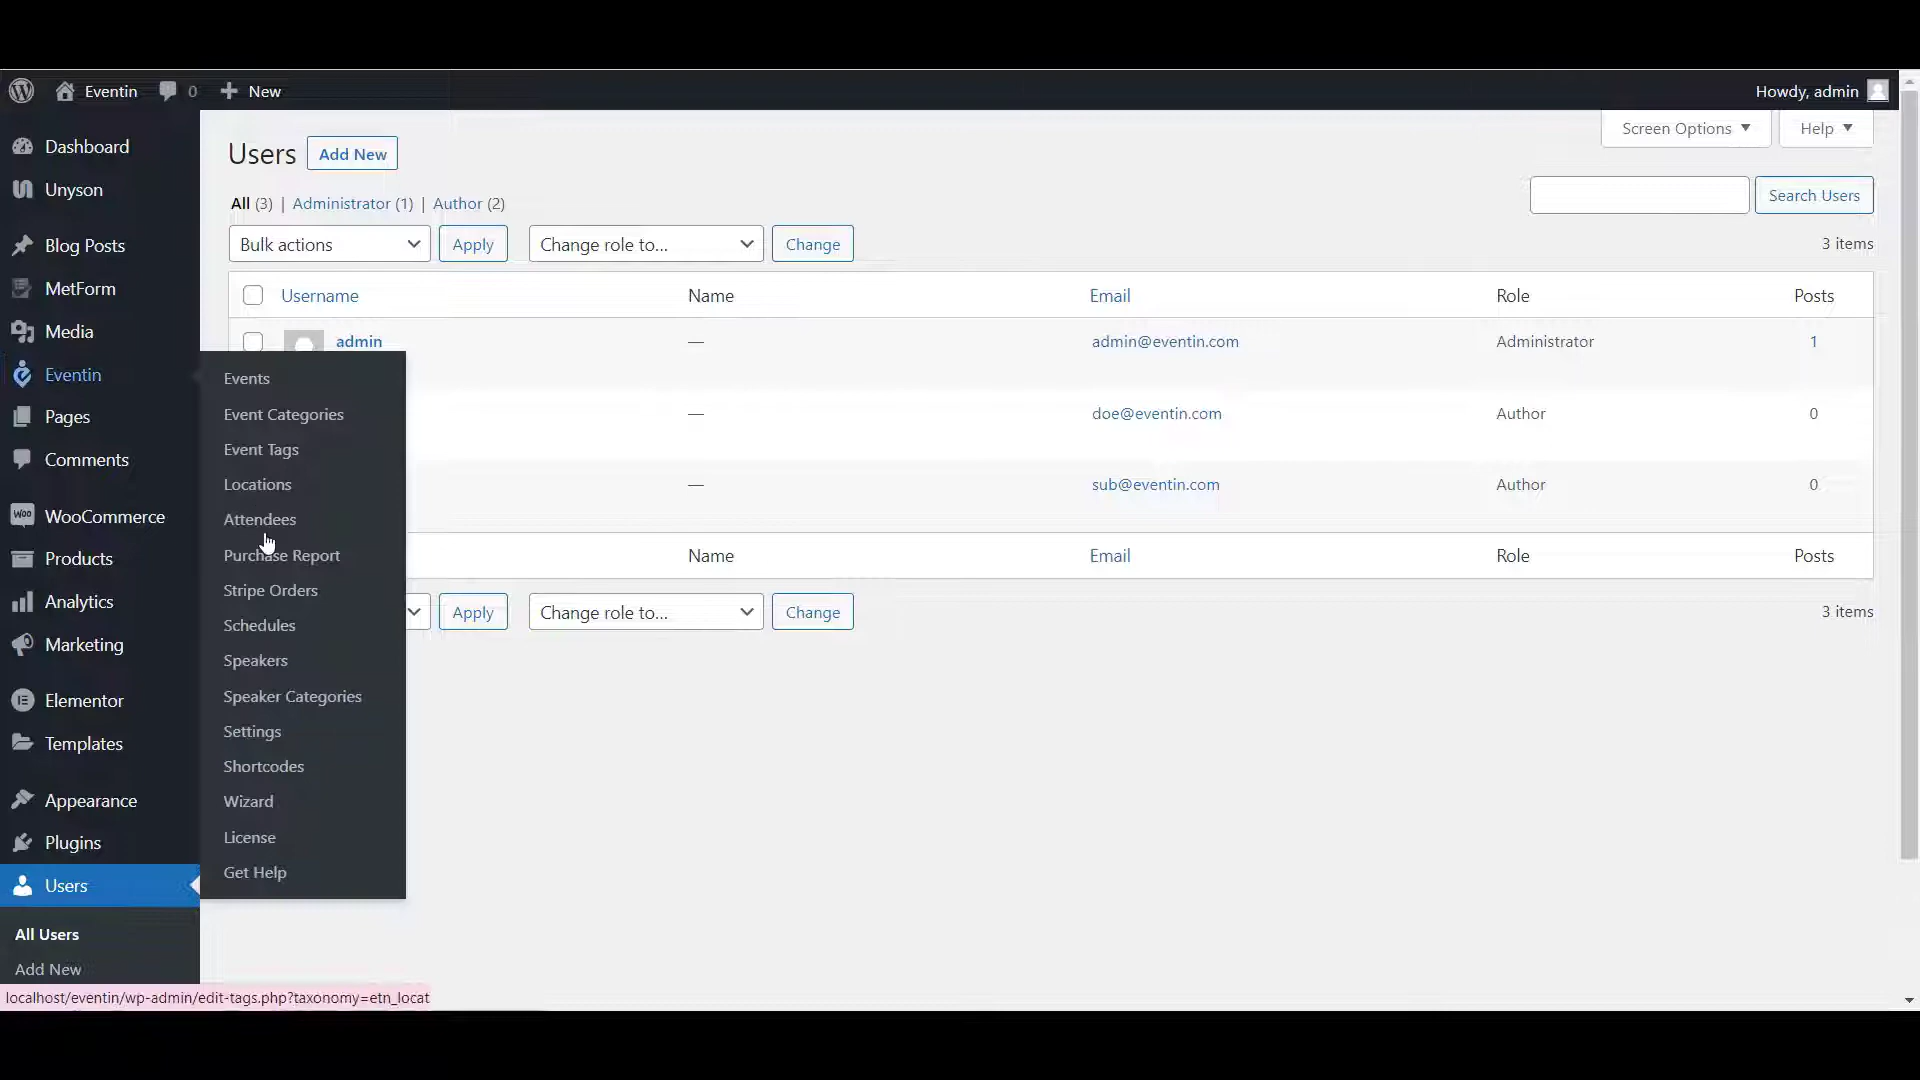 Eventin
0
New
Howdy, admin
Dashboard
Unyson
Blog Posts
MetForm
Media
Eventin
Pages
Comments
WooCommerce
Products
Analytics
Marketing
Elementor
Templates
Appearance
Plugins
Users
All Users
Add New
Events
Event Categories
Event Tags
Locations
Attendees
Purchase Report
Stripe Orders
Schedules
Speakers
Speaker Categories
Settings
Shortcodes
Wizard
License
Get Help
Screen Options
Help
Users
Add New
All (3) | Administrator (1) | Author (2)
Search Users
Bulk actions
Apply
Change role to...
Change
3 items
Username Name Email Role Posts
admin — admin@eventin.com Administrator 1
— doe@eventin.com Author 0
— sub@eventin.com Author 0
Name Email Role Posts
Apply
Change role to...
Change
3 items
localhost/eventin/wp-admin/edit-tags.php?taxonomy=etn_locat